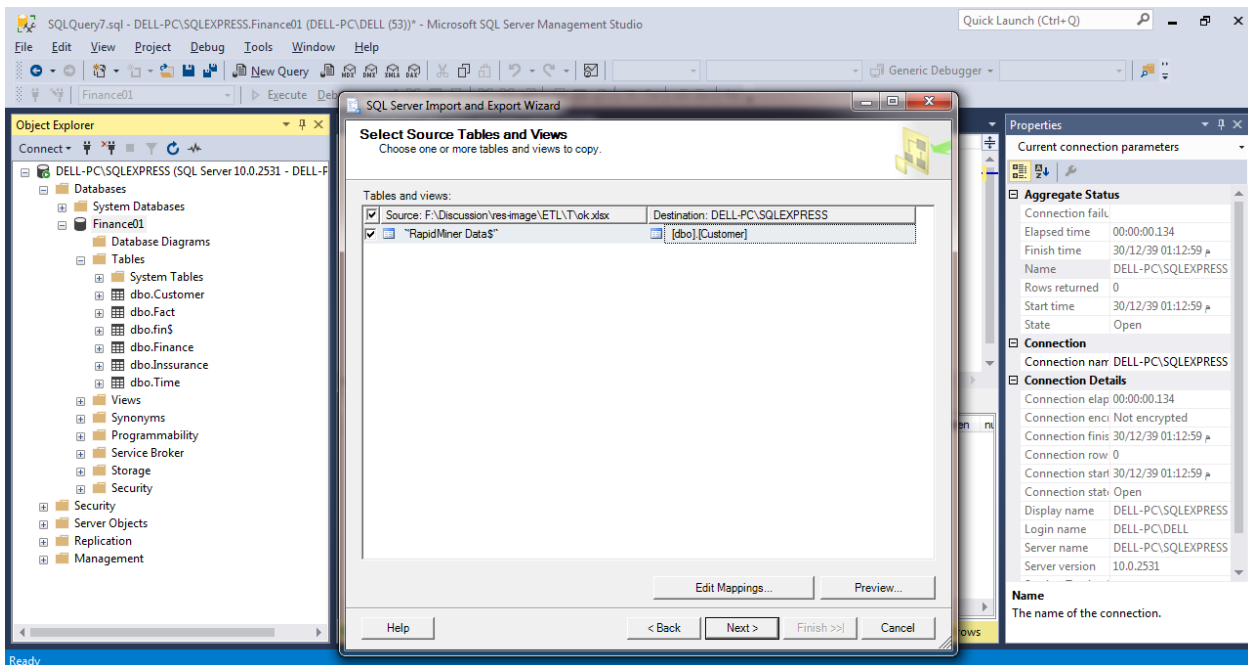 SQLQuery7.sql - DELL-PC\SQLEXPRESS.Finance01 (DELL-PC\DELL (53))* - Microsoft SQL Server Management Studio
Quick Launch (Ctrl+Q)
File Edit View Project Debug Tools Window Help
New Query MDX DMX XMLA DAX Generic Debugger
Finance01 Execute Deb
Object Explorer
Connect
DELL-PC\SQLEXPRESS (SQL Server 10.0.2531 - DELL-P
Databases
System Databases
Finance01
Database Diagrams
Tables
System Tables
dbo.Customer
dbo.Fact
dbo.fin$
dbo.Finance
dbo.Inssurance
dbo.Time
Views
Synonyms
Programmability
Service Broker
Storage
Security
Security
Server Objects
Replication
Management
SQL Server Import and Export Wizard
Select Source Tables and Views
Choose one or more tables and views to copy.
Tables and views:
Source: F:\Discussion\res-image\ETL\T\ok.xlsx Destination: DELL-PC\SQLEXPRESS
`'RapidMiner Data$'` [dbo].[Customer]
Edit Mappings... Preview...
Help < Back Next > Finish >>| Cancel
en nu
ows
Properties
Current connection parameters
Aggregate Status
Connection failu
Elapsed time 00:00:00.134
Finish time 30/12/39 01:12:59 م
Name DELL-PC\SQLEXPRESS
Rows returned 0
Start time 30/12/39 01:12:59 م
State Open
Connection
Connection nam DELL-PC\SQLEXPRESS
Connection Details
Connection elap 00:00:00.134
Connection encr Not encrypted
Connection finis 30/12/39 01:12:59 م
Connection row 0
Connection start 30/12/39 01:12:59 م
Connection state Open
Display name DELL-PC\SQLEXPRESS
Login name DELL-PC\DELL
Server name DELL-PC\SQLEXPRESS
Server version 10.0.2531
Name
The name of the connection.
Ready